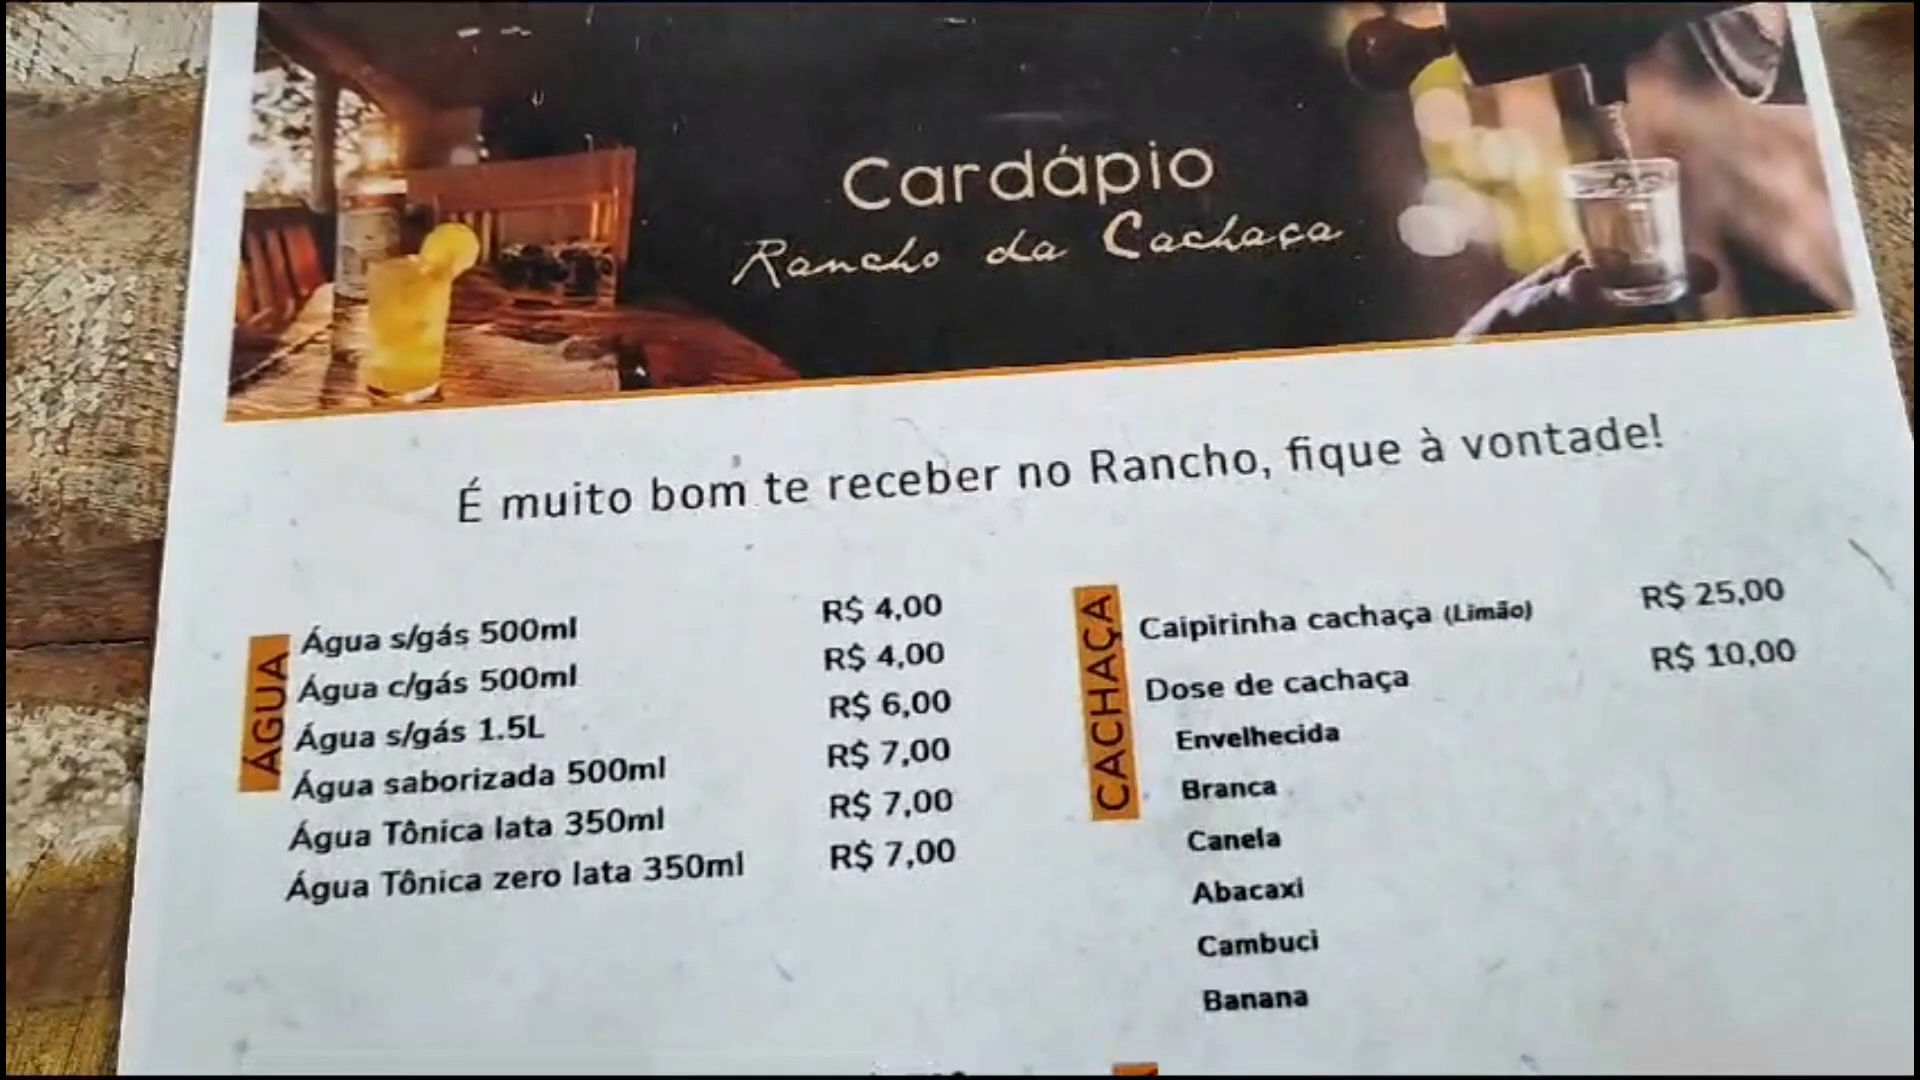 Cardápio
Rancho da Cachaça
É muito bom te receber no Rancho, fique à vontade!
ÁGUA
Água s/gás 500ml R$ 4,00
Água c/gás 500ml R$ 4,00
Água s/gás 1.5L R$ 6,00
Água saborizada 500ml R$ 7,00
Água Tônica lata 350ml R$ 7,00
Água Tônica zero lata 350ml R$ 7,00
CACHAÇA
Caipirinha cachaça (Limão) R$ 25,00
Dose de cachaça R$ 10,00
Envelhecida
Branca
Canela
Abacaxi
Cambuci
Banana